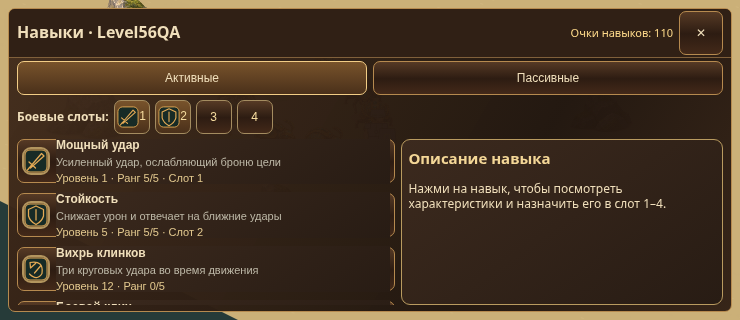 Навыки · Level56QA
Очки навыков: 110
×
Активные
Пассивные
Боевые слоты:
1
2
3
4
Мощный удар
Усиленный удар, ослабляющий броню цели
Уровень 1 · Ранг 5/5 · Слот 1
Стойкость
Снижает урон и отвечает на ближние удары
Уровень 5 · Ранг 5/5 · Слот 2
Вихрь клинков
Три круговых удара во время движения
Уровень 12 · Ранг 0/5
Описание навыка
Нажми на навык, чтобы посмотреть
характеристики и назначить его в слот 1–4.